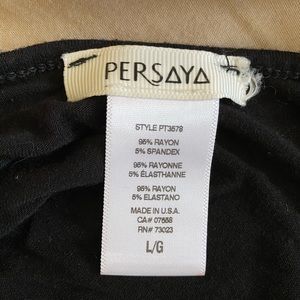 PERSAYA
STYLE PT3578
95% RAYON
5% SPANDEX
95% RAYONNE
5% ÉLASTHANNE
95% RAYON
5% ELASTANO
MADE IN U.S.A.
CA# 07558
RN# 73023
L/G